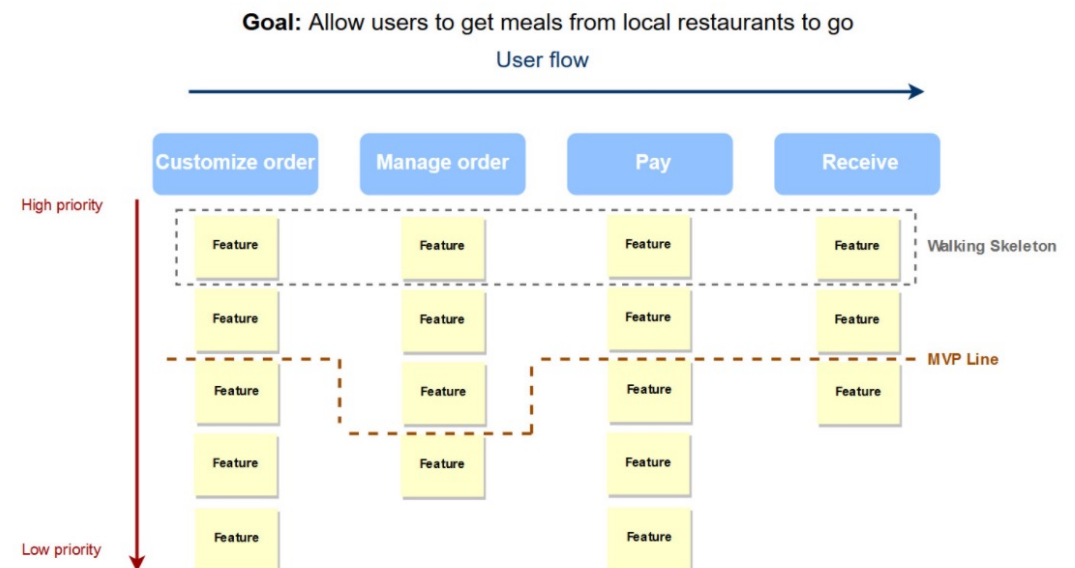 Goal: Allow users to get meals from local restaurants to go
User flow
Customize order
Manage order
Pay
Receive
High priority
Feature
Feature
Feature
Feature
Walking Skeleton
Feature
Feature
Feature
Feature
MVP Line
Feature
Feature
Feature
Feature
Feature
Feature
Feature
Low priority
Feature
Feature